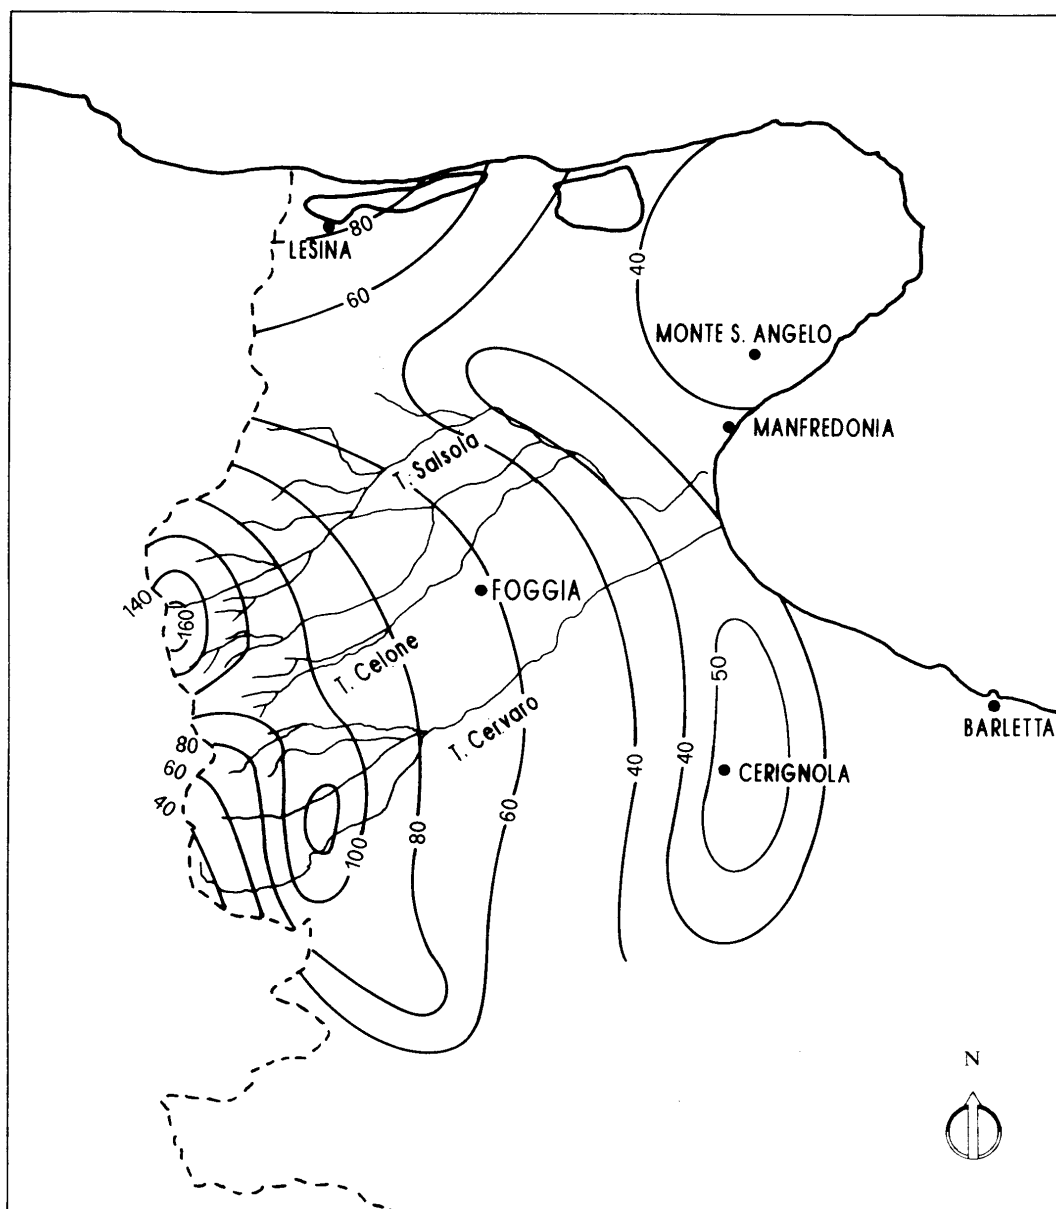 80
LESINA
60
40
MONTE S. ANGELO
MANFREDONIA
T. Salsola
FOGGIA
140
160
T. Celone
50
T. Cervaro
BARLETTA
80
60
40
40
40
CERIGNOLA
60
80
100
N